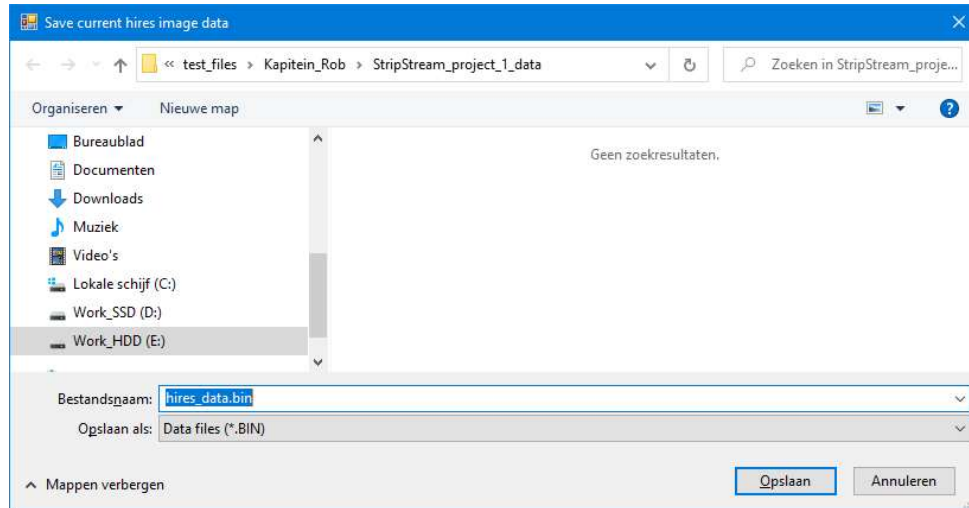 Save current hires image data
« test_files › Kapitein_Rob › StripStream_project_1_data
Zoeken in StripStream_proje...
Organiseren
Nieuwe map
Bureaublad
Documenten
Downloads
Muziek
Video's
Lokale schijf (C:)
Work_SSD (D:)
Work_HDD (E:)
Geen zoekresultaten.
Bestandsnaam: hires_data.bin
Opslaan als: Data files (*.BIN)
Mappen verbergen
Opslaan
Annuleren